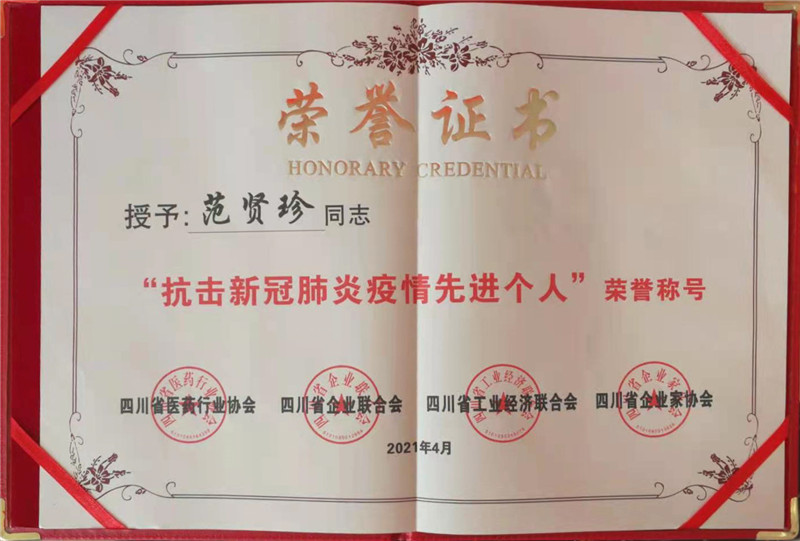 荣誉证书
HONORARY CREDENTIAL
授予:范贤珍同志
“抗击新冠肺炎疫情先进个人”荣誉称号
四川省医药行业协会 四川省企业联合会 四川省工业经济联合会 四川省企业家协会
2021年4月